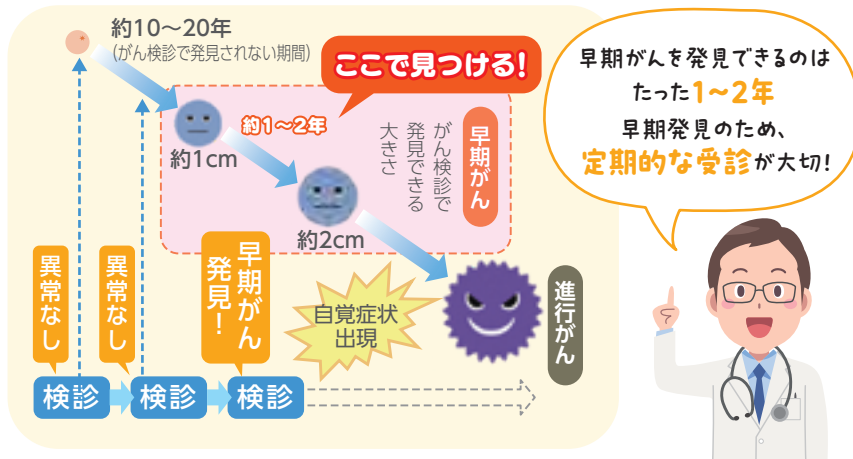 約10～20年
(がん検診で発見されない期間)
ここで見つける!
約1～2年
約1cm
約2cm
早期がん
がん検診で
発見できる
大きさ
異常なし
異常なし
早期がん
発見!
自覚症状
出現
進行がん
検診
検診
検診
早期がんを発見できるのは
たった1～2年
早期発見のため、
定期的な受診が大切!